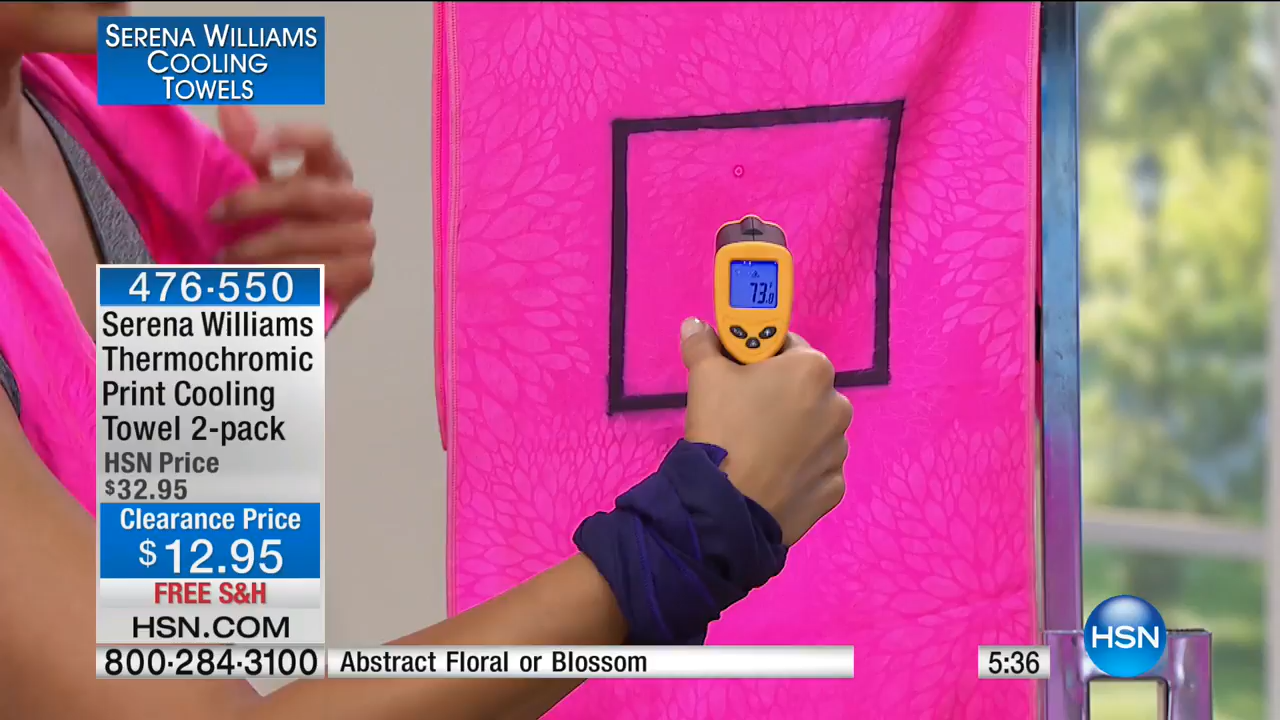 SERENA WILLIAMS
COOLING
TOWELS
476-550
Serena Williams
Thermochromic
Print Cooling
Towel 2-pack
HSN Price
$32.95
Clearance Price
$12.95
FREE S&H
HSN.COM
800-284-3100
Abstract Floral or Blossom
5:36
HSN
73.0